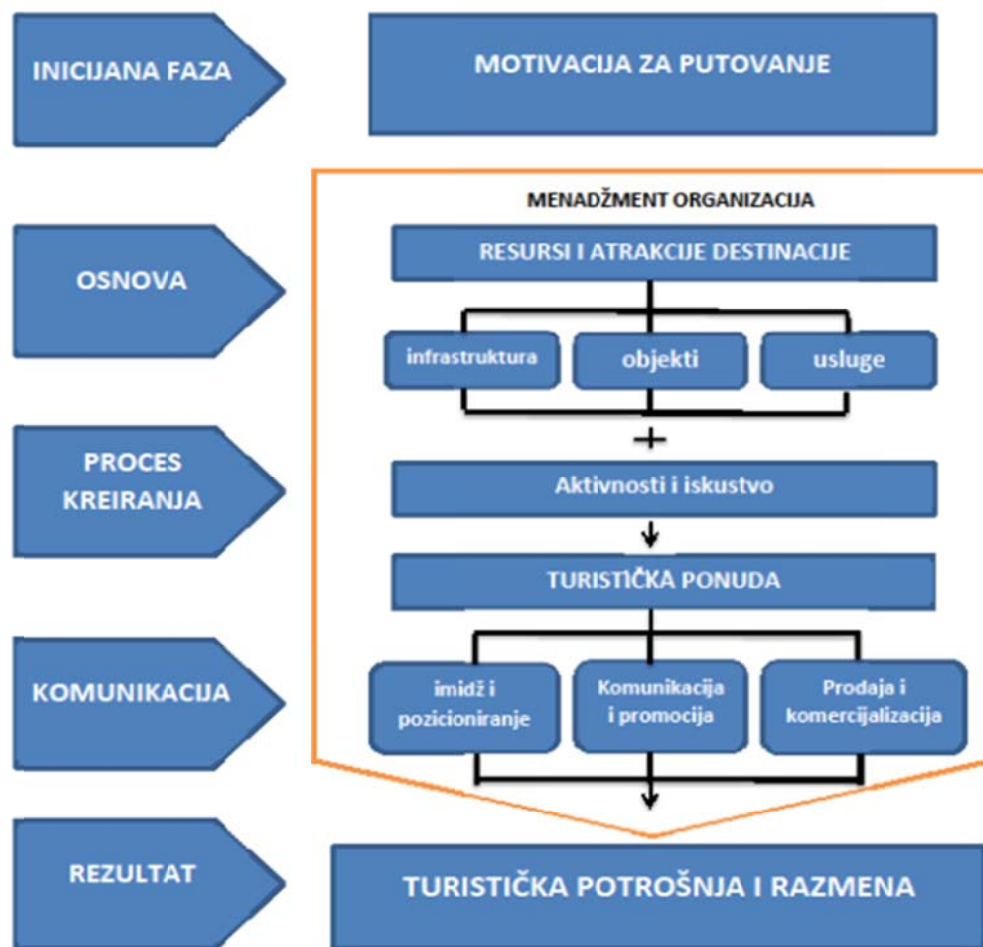 INICIJANA FAZA
MOTIVACIJA ZA PUTOVANJE
MENADŽMENT ORGANIZACIJA
OSNOVA
RESURSI I ATRAKCIJE DESTINACIJE
infrastruktura
objekti
usluge
+
PROCES
KREIRANJA
Aktivnosti i iskustvo
TURISTIČKA PONUDA
KOMUNIKACIJA
imidž i
pozicioniranje
Komunikacija
i promocija
Prodaja i
komercijalizacija
REZULTAT
TURISTIČKA POTROŠNJA I RAZMENA